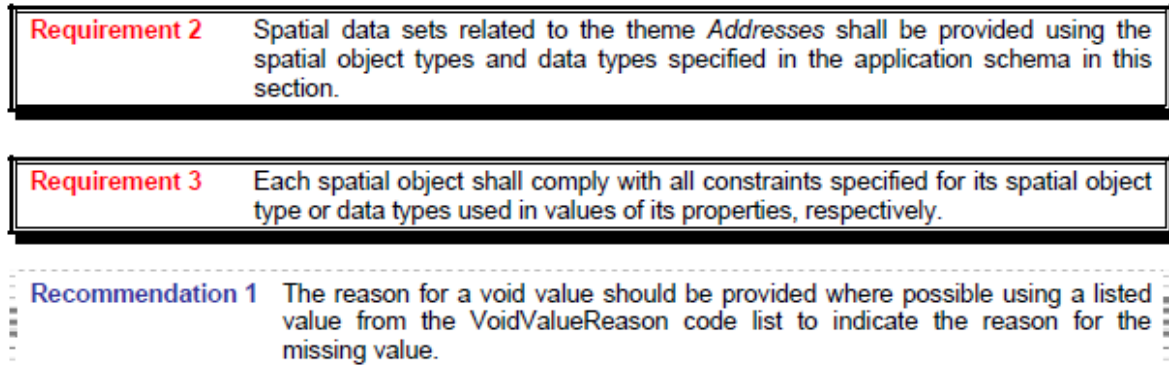 Requirement 2 Spatial data sets related to the theme Addresses shall be provided using the
spatial object types and data types specified in the application schema in this
section.
Requirement 3 Each spatial object shall comply with all constraints specified for its spatial object
type or data types used in values of its properties, respectively.
Recommendation 1 The reason for a void value should be provided where possible using a listed
value from the VoidValueReason code list to indicate the reason for the
missing value.